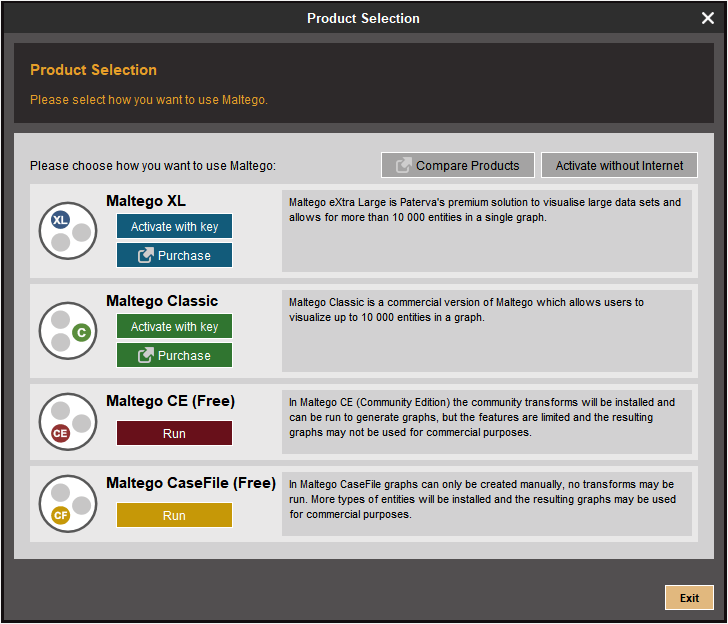 Product Selection
Product Selection
Please select how you want to use Maltego.
Please choose how you want to use Maltego:
Compare Products
Activate without Internet
XL
Maltego XL
Activate with key
Purchase
Maltego eXtra Large is Paterva's premium solution to visualise large data sets and
allows for more than 10 000 entities in a single graph.
C
Maltego Classic
Activate with key
Purchase
Maltego Classic is a commercial version of Maltego which allows users to
visualize up to 10 000 entities in a graph.
CE
Maltego CE (Free)
Run
In Maltego CE (Community Edition) the community transforms will be installed and
can be run to generate graphs, but the features are limited and the resulting
graphs may not be used for commercial purposes.
CF
Maltego CaseFile (Free)
Run
In Maltego CaseFile graphs can only be created manually, no transforms may be
run. More types of entities will be installed and the resulting graphs may be used
for commercial purposes.
Exit